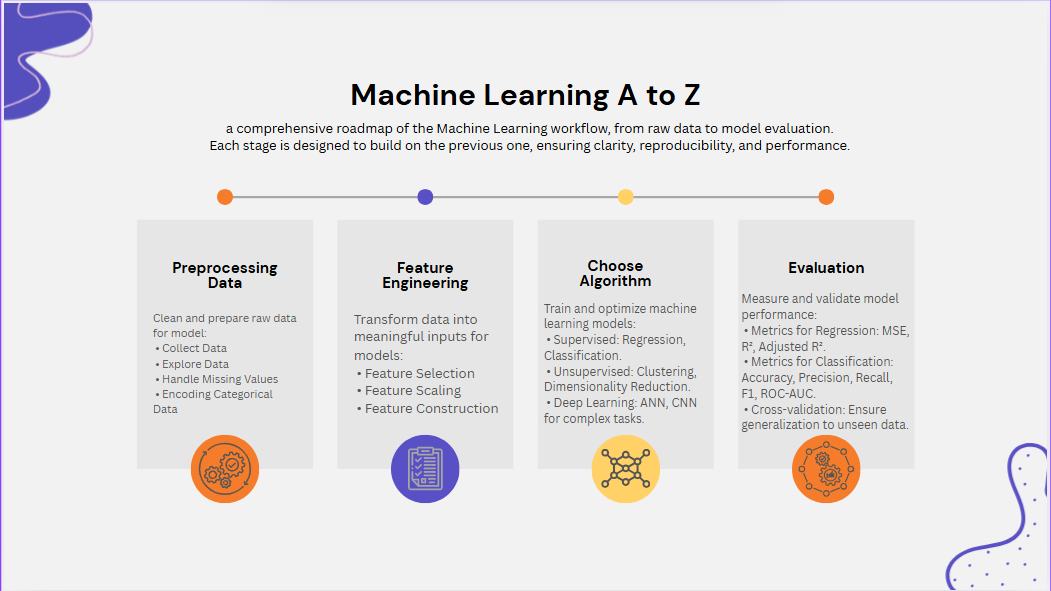 Machine Learning A to Z
a comprehensive roadmap of the Machine Learning workflow, from raw data to model evaluation.
Each stage is designed to build on the previous one, ensuring clarity, reproducibility, and performance.
Preprocessing
Data
Clean and prepare raw data
for model:
• Collect Data
• Explore Data
• Handle Missing Values
• Encoding Categorical
Data
Feature
Engineering
Transform data into
meaningful inputs for
models:
• Feature Selection
• Feature Scaling
• Feature Construction
Choose
Algorithm
Train and optimize machine
learning models:
• Supervised: Regression,
Classification.
• Unsupervised: Clustering,
Dimensionality Reduction.
• Deep Learning: ANN, CNN
for complex tasks.
Evaluation
Measure and validate model
performance:
• Metrics for Regression: MSE,
R², Adjusted R².
• Metrics for Classification:
Accuracy, Precision, Recall,
F1, ROC-AUC.
• Cross-validation: Ensure
generalization to unseen data.